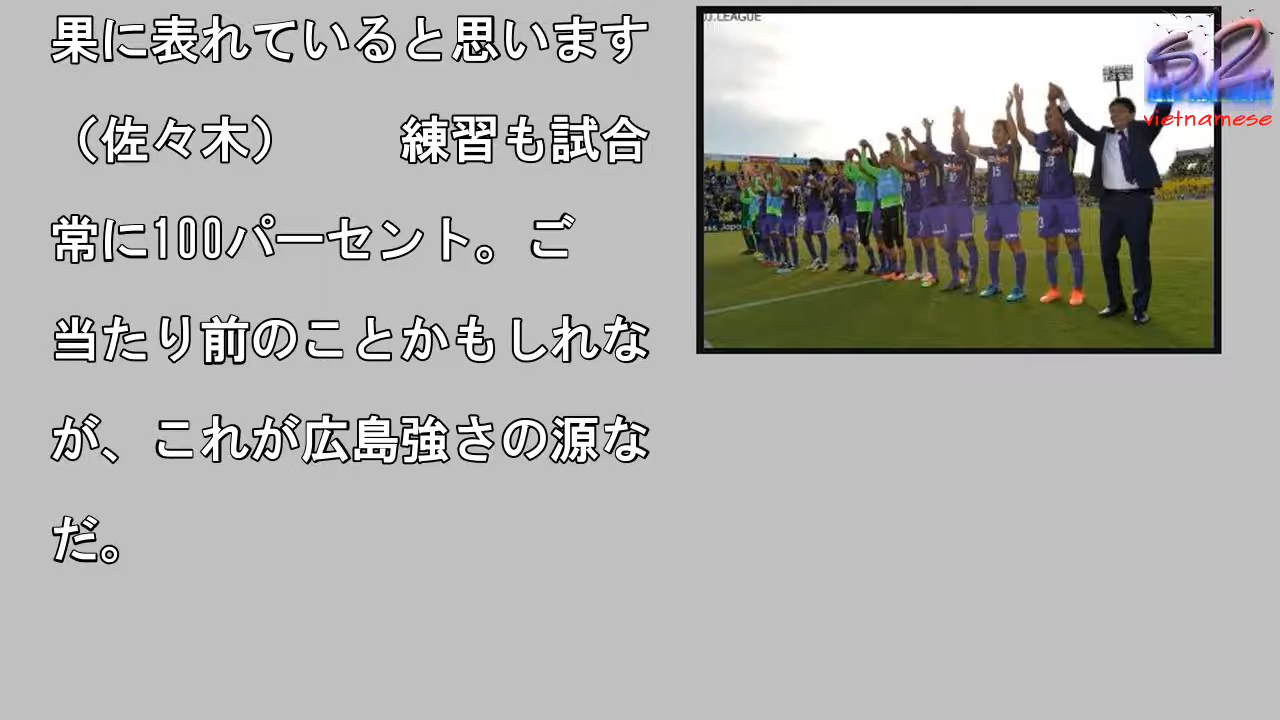 果に表れていると思います
（佐々木）　　　練習も試合
常に100パーセント。ご
当たり前のことかもしれな
が、これが広島強さの源な
だ。
J.LEAGUE
S2
vietnamese
15